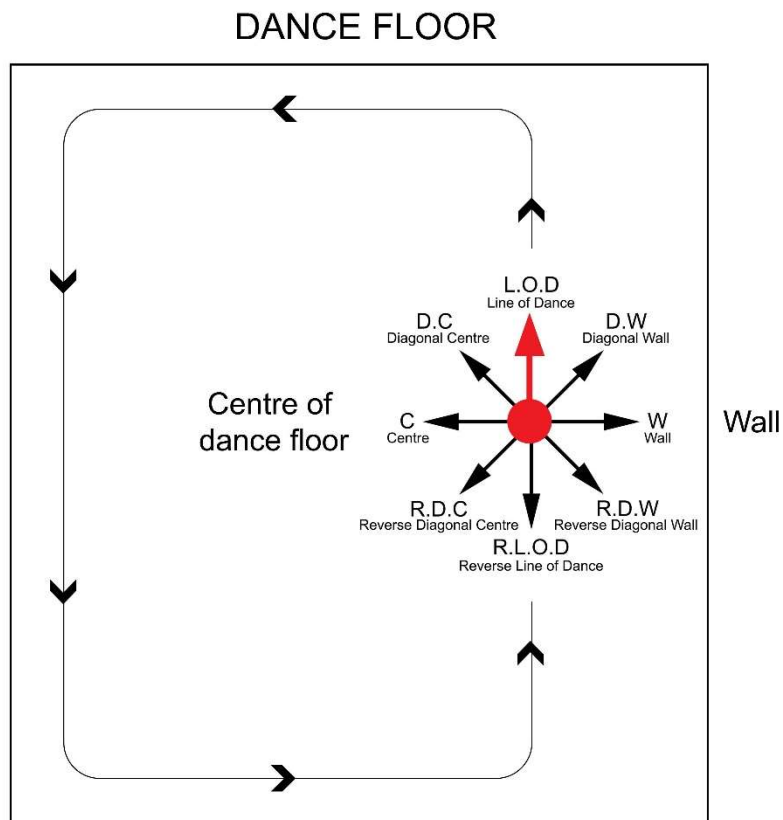 DANCE FLOOR
L.O.D
Line of Dance
D.C
Diagonal Centre
D.W
Diagonal Wall
Centre of
dance floor
C
Centre
W
Wall
Wall
R.D.C
Reverse Diagonal Centre
R.D.W
Reverse Diagonal Wall
R.L.O.D
Reverse Line of Dance